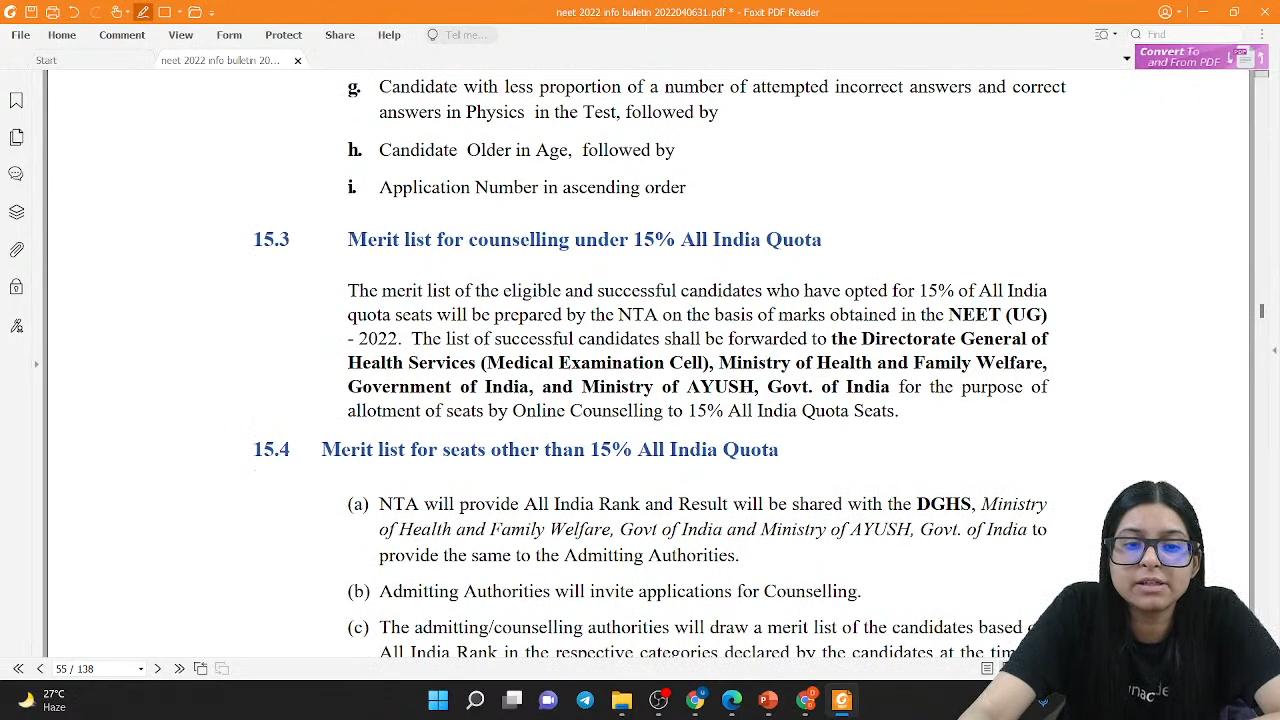 neet 2022 info buletin 2022040631.pdf * - Foxit PDF Reader
File Home Comment View Form Protect Share Help Tell me... Find
Start neet 2022 info buletin 20...
Convert To
and From PDF
PDF
g. Candidate with less proportion of a number of attempted incorrect answers and correct
answers in Physics in the Test, followed by
h. Candidate Older in Age, followed by
i. Application Number in ascending order
15.3 Merit list for counselling under 15% All India Quota
The merit list of the eligible and successful candidates who have opted for 15% of All India
quota seats will be prepared by the NTA on the basis of marks obtained in the NEET (UG)
- 2022. The list of successful candidates shall be forwarded to the Directorate General of
Health Services (Medical Examination Cell), Ministry of Health and Family Welfare,
Government of India, and Ministry of AYUSH, Govt. of India for the purpose of
allotment of seats by Online Counselling to 15% All India Quota Seats.
15.4 Merit list for seats other than 15% All India Quota
(a) NTA will provide All India Rank and Result will be shared with the DGHS, Ministry
of Health and Family Welfare, Govt of India and Ministry of AYUSH, Govt. of India to
provide the same to the Admitting Authorities.
(b) Admitting Authorities will invite applications for Counselling.
(c) The admitting/counselling authorities will draw a merit list of the candidates based
All India Rank in the respective categories declared by the candidates at the
55 / 138
27°C
Haze